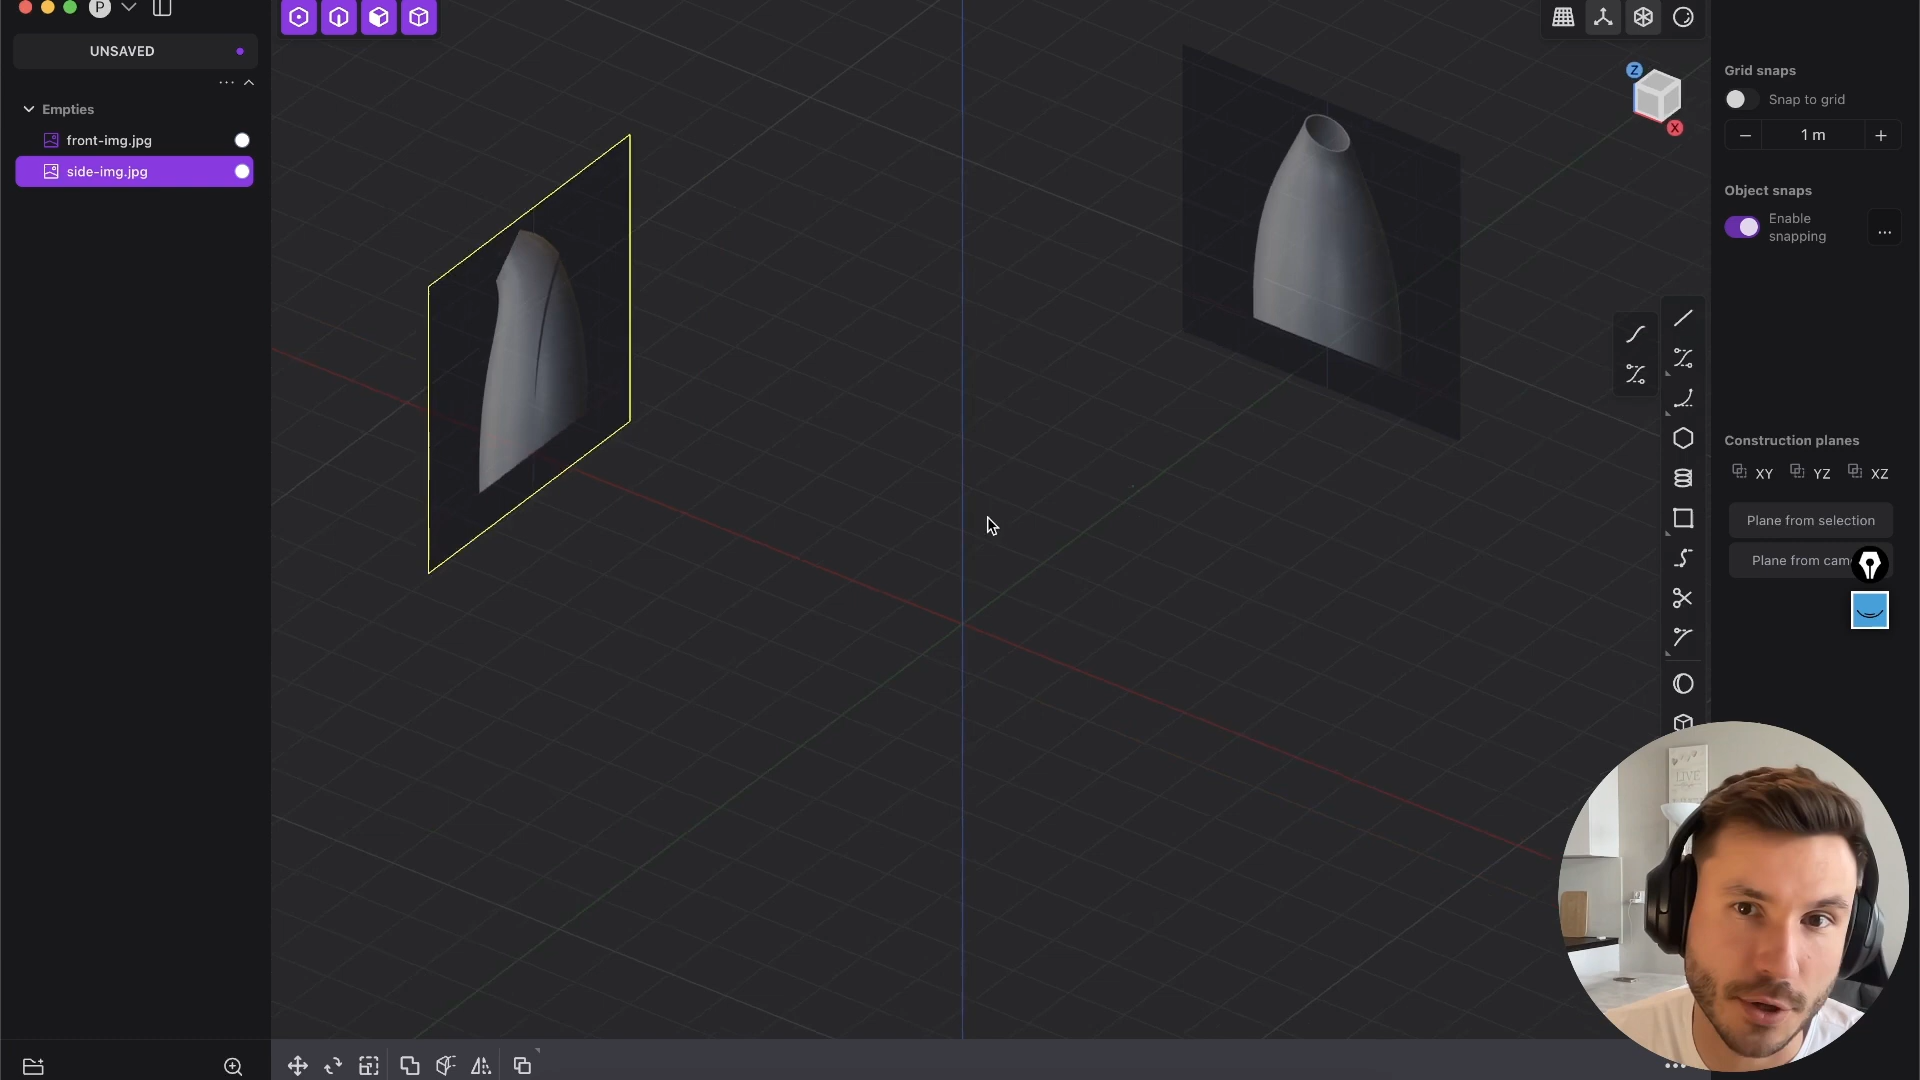 P
UNSAVED
...
Empties
front-img.jpg
side-img.jpg
Z
X
Grid snaps
Snap to grid
1 m
Object snaps
Enable
snapping
...
Construction planes
XY
YZ
XZ
Plane from selection
Plane from cam
LIVE